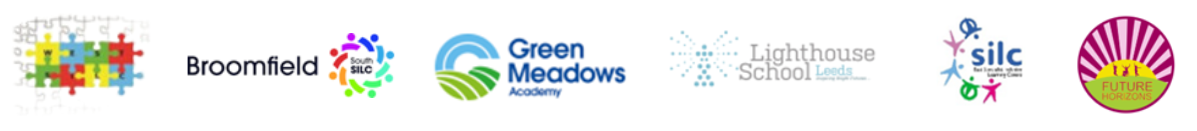 Broomfield
South
SILC
Green
Meadows
Academy
Lighthouse
School Leeds
silc
FUTURE
HORIZONS